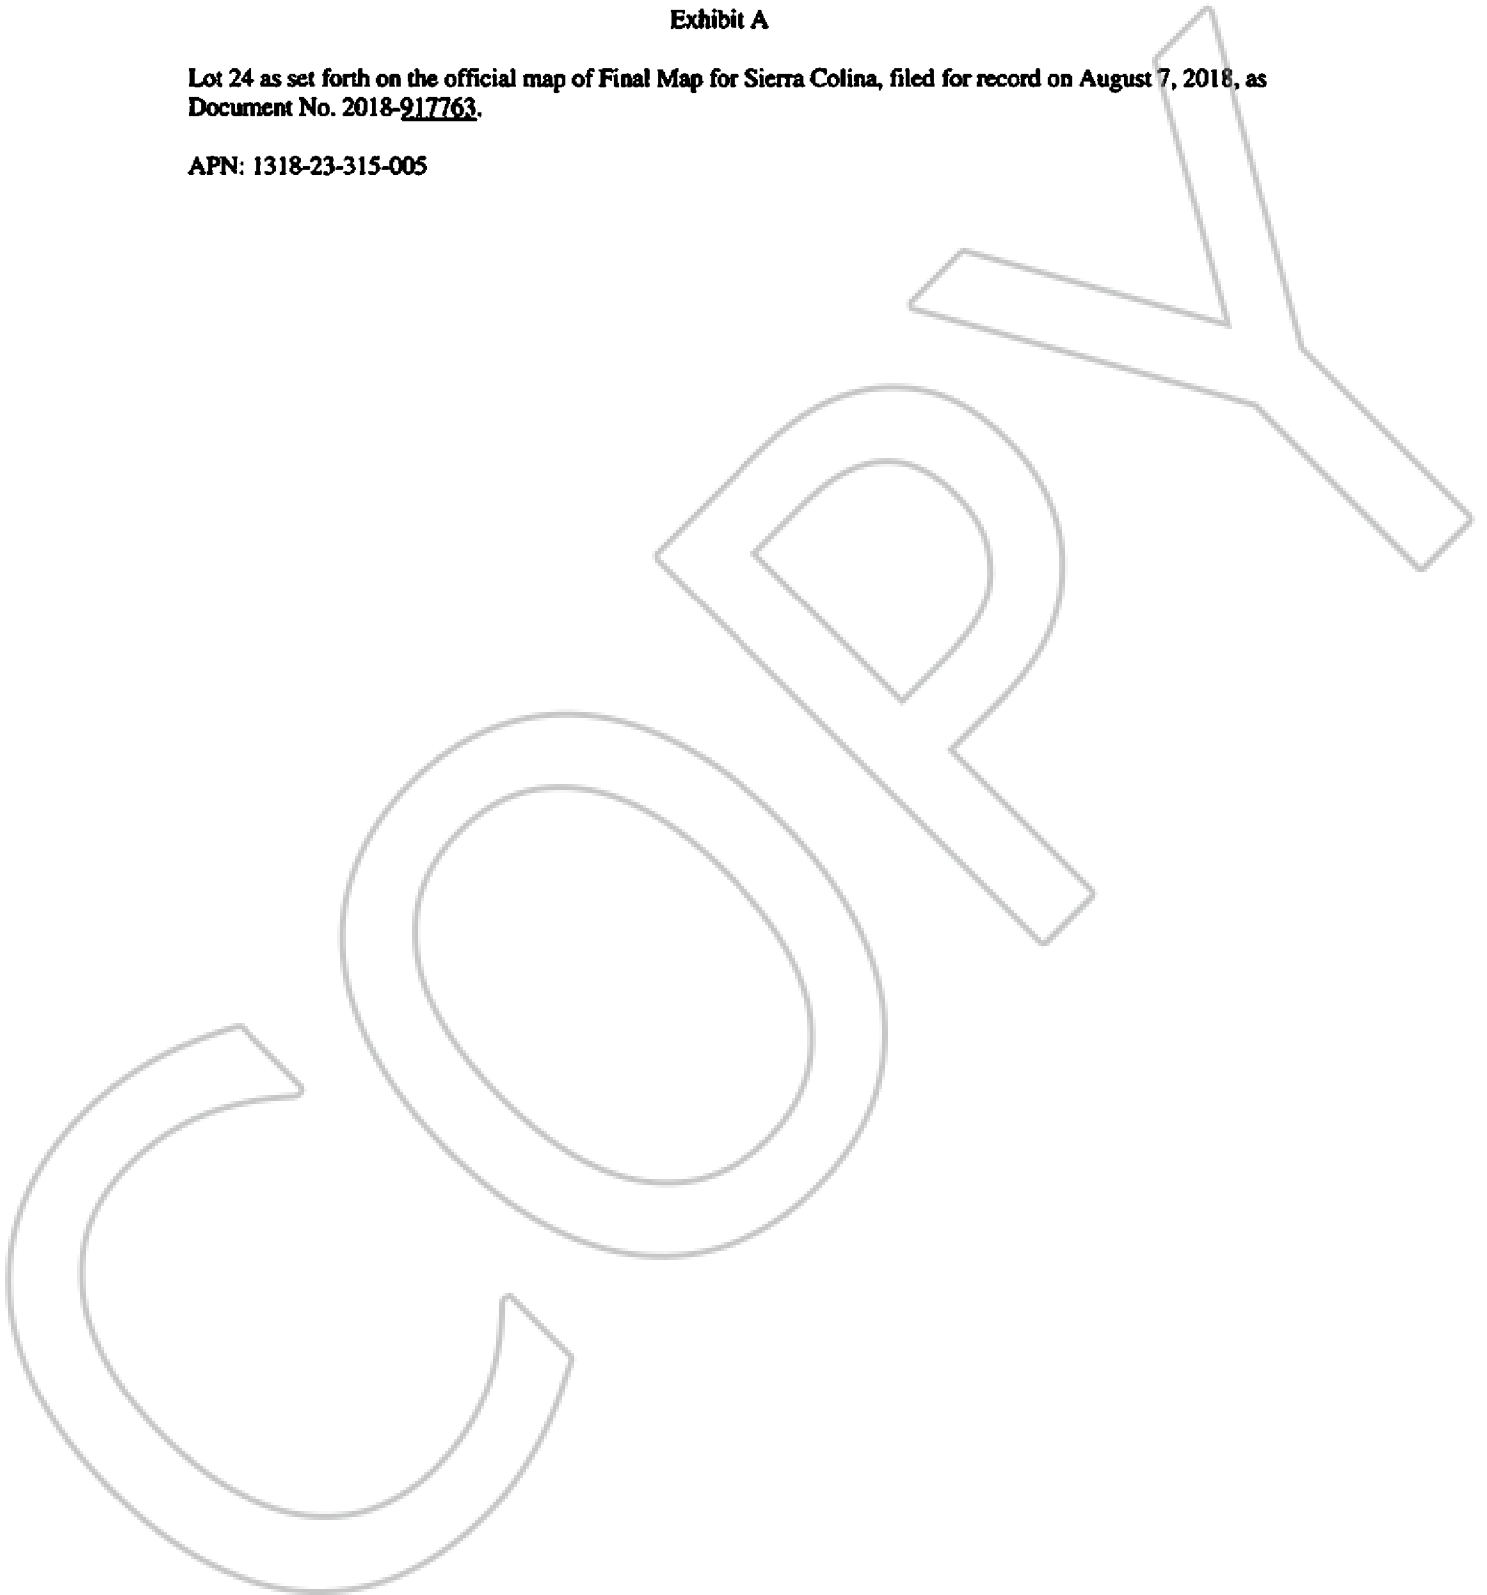 Exhibit A
Lot 24 as set forth on the official map of Final Map for Sierra Colina, filed for record on August 7, 2018, as
Document No. 2018-917763.
APN: 1318-23-315-005
COPY